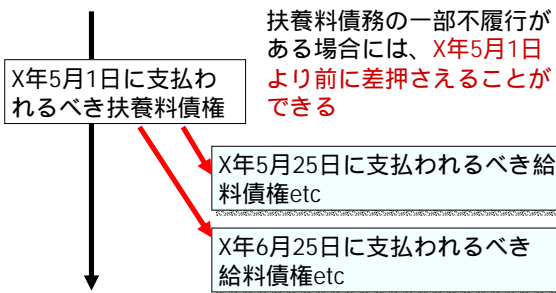 扶養料債務の一部不履行が
ある場合には、X年5月1日
より前に差押さえることが
できる
X年5月1日に支払わ
れるべき扶養料債権
X年5月25日に支払われるべき給
料債権etc
X年6月25日に支払われるべき
給料債権etc